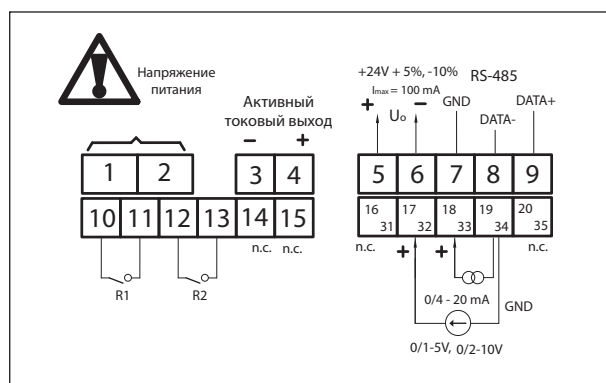 Напряжение
питания
Активный
токовый выход
– +
+24V + 5%, -10%
Imax = 100 mA
+ Uo –
RS-485
GND
DATA-
DATA+
1 2 3 4
10 11 12 13 14 15
n.c. n.c.
R1 R2
5 6 7 8 9
16 17 18 19 20
31 32 33 34 35
n.c. + + n.c.
0/4 - 20 mA
GND
0/1-5V, 0/2-10V